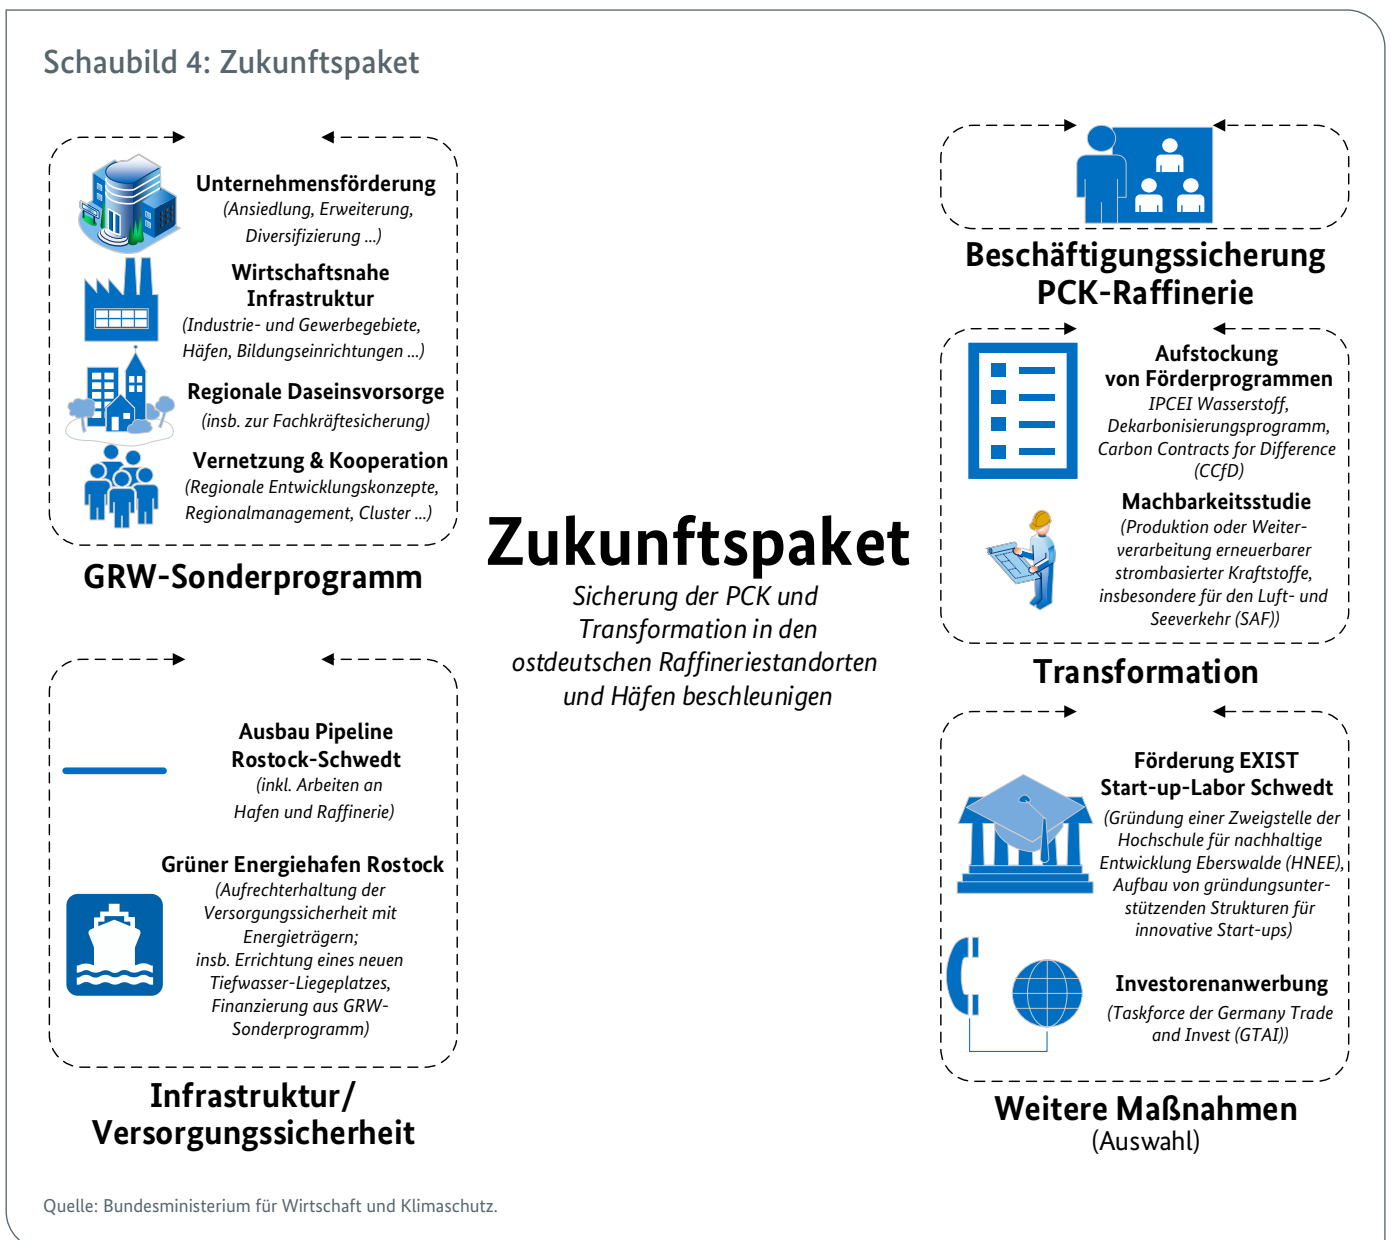 Schaubild 4: Zukunftspaket
Unternehmensförderung
(Ansiedlung, Erweiterung,
Diversifizierung ...)
Wirtschaftsnahe
Infrastruktur
(Industrie- und Gewerbegebiete,
Häfen, Bildungseinrichtungen ...)
Regionale Daseinsvorsorge
(insb. zur Fachkräftesicherung)
Vernetzung & Kooperation
(Regionale Entwicklungskonzepte,
Regionalmanagement, Cluster ...)
GRW-Sonderprogramm
Ausbau Pipeline
Rostock-Schwedt
(inkl. Arbeiten an
Hafen und Raffinerie)
Grüner Energiehafen Rostock
(Aufrechterhaltung der
Versorgungssicherheit mit
Energieträgern;
insb. Errichtung eines neuen
Tiefwasser-Liegeplatzes,
Finanzierung aus GRW-
Sonderprogramm)
Infrastruktur/
Versorgungssicherheit
Zukunftspaket
Sicherung der PCK und
Transformation in den
ostdeutschen Raffineriestandorten
und Häfen beschleunigen
Beschäftigungssicherung
PCK-Raffinerie
Aufstockung
von Förderprogrammen
IPCEI Wasserstoff,
Dekarbonisierungsprogramm,
Carbon Contracts for Difference
(CCfD)
Machbarkeitsstudie
(Produktion oder Weiter-
verarbeitung erneuerbarer
strombasierter Kraftstoffe,
insbesondere für den Luft- und
Seeverkehr (SAF))
Transformation
Förderung EXIST
Start-up-Labor Schwedt
(Gründung einer Zweigstelle der
Hochschule für nachhaltige
Entwicklung Eberswalde (HNEE),
Aufbau von gründungsunter-
stützenden Strukturen für
innovative Start-ups)
Investorenanwerbung
(Taskforce der Germany Trade
and Invest (GTAI))
Weitere Maßnahmen
(Auswahl)
Quelle: Bundesministerium für Wirtschaft und Klimaschutz.